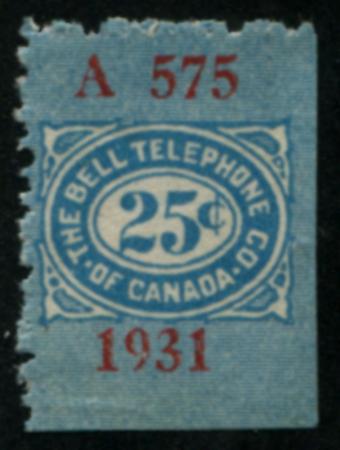 A 575
THE BELL TELEPHONE CO.
25¢
· OF CANADA ·
1931